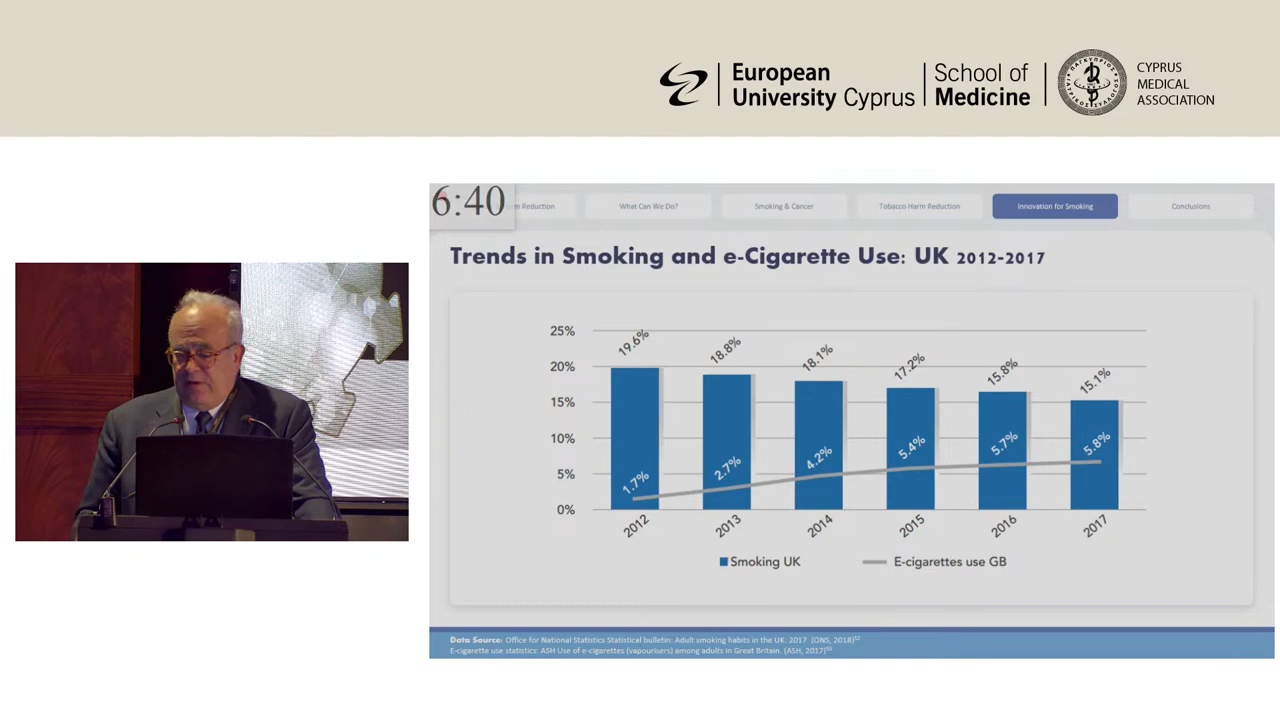 European
University Cyprus
School of
Medicine
CYPRUS
MEDICAL
ASSOCIATION
6:40
Reduction
What Can We Do?
Smoking & Cancer
Tobacco Harm Reduction
Innovation for Smoking
Conclusions
Trends in Smoking and e-Cigarette Use: UK 2012-2017
25%
20%
15%
10%
5%
0%
19.6%
18.8%
18.1%
17.2%
15.8%
15.1%
1.7%
2.7%
4.2%
5.4%
5.7%
5.8%
2012
2013
2014
2015
2016
2017
Smoking UK
E-cigarettes use GB
Data Source: Office for National Statistics Statistical bulletin: Adult smoking habits in the UK: 2017 (ONS, 2018)⁵²
E-cigarette use statistics: ASH Use of e-cigarettes (vapourisers) among adults in Great Britain. (ASH, 2017)⁵³